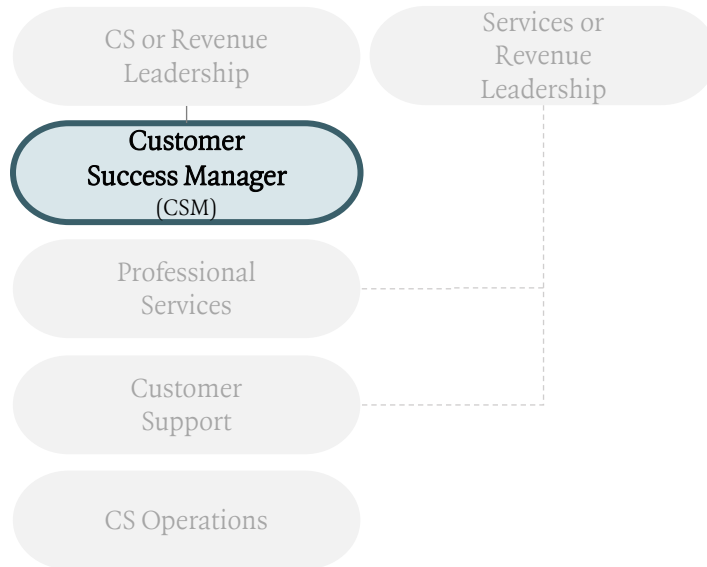 CS or Revenue
Leadership
Services or
Revenue
Leadership
Customer
Success Manager
(CSM)
Professional
Services
Customer
Support
CS Operations